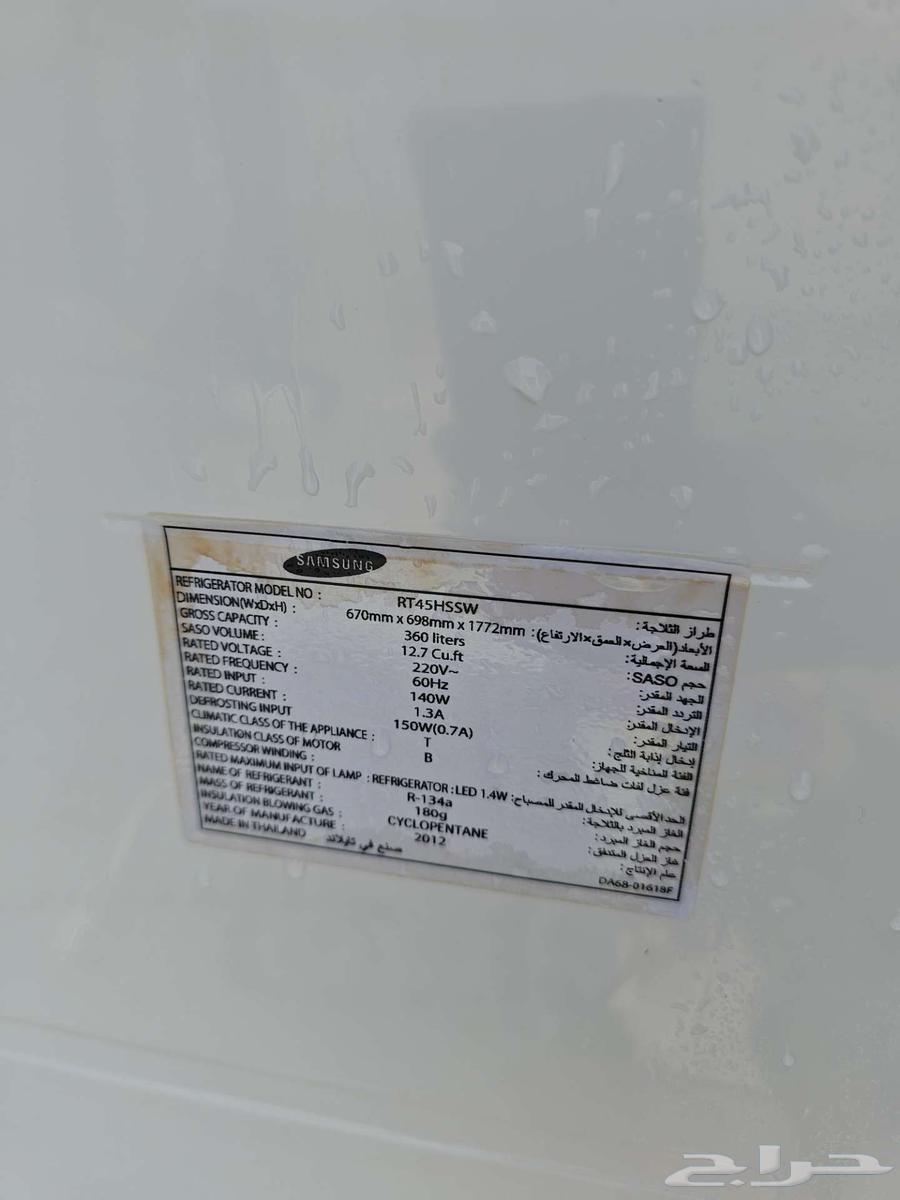 SAMSUNG
REFRIGERATOR MODEL NO : RT45HSSW طراز الثلاجة:
DIMENSION(WxDxH) : 670mm x 698mm x 1772mm الأبعاد(العرض×العمق×الارتفاع):
GROSS CAPACITY : 360 liters السعة الإجمالية:
SASO VOLUME : 12.7 Cu.ft حجم SASO:
RATED VOLTAGE : 220V~ الجهد المقدر:
RATED FREQUENCY : 60Hz التردد المقدر:
RATED INPUT : 140W الإدخال المقدر:
RATED CURRENT : 1.3A التيار المقدر:
DEFROSTING INPUT 150W(0.7A) إدخال إذابة الثلج:
CLIMATIC CLASS OF THE APPLIANCE : T الفئة المناخية للجهاز:
INSULATION CLASS OF MOTOR
COMPRESSOR WINDING : B فئة عزل لفات ضاغط المحرك:
RATED MAXIMUM INPUT OF LAMP : REFRIGERATOR : LED 1.4W الحد الأقصى للإدخال المقدر للمصباح:
NAME OF REFRIGERANT : R-134a الغاز المبرد بالثلاجة:
MASS OF REFRIGERANT : 180g حجم الغاز المبرد:
INSULATION BLOWING GAS : CYCLOPENTANE غاز العزل المتدفق:
YEAR OF MANUFACTURE : 2012 عام الإنتاج:
MADE IN THAILAND صنع في تايلاند
DA68-01618F
حراج